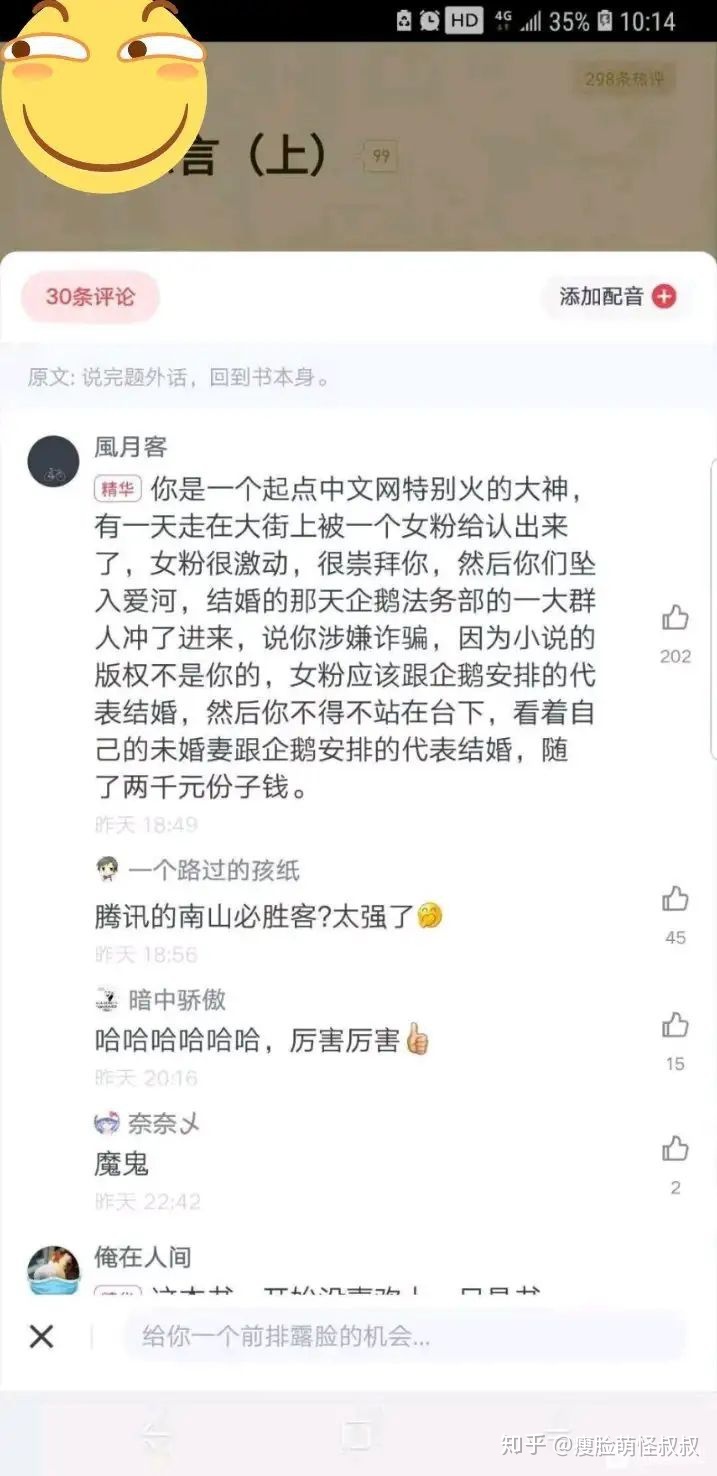 HD 4G 35% 10:14
298条热评
言（上） 99
30条评论
添加配音
原文: 说完题外话，回到书本身。
風月客
精华 你是一个起点中文网特别火的大神，
有一天走在大街上被一个女粉给认出来
了，女粉很激动，很崇拜你，然后你们坠
入爱河，结婚的那天企鹅法务部的一大群
人冲了进来，说你涉嫌诈骗，因为小说的
版权不是你的，女粉应该跟企鹅安排的代
表结婚，然后你不得不站在台下，看着自
己的未婚妻跟企鹅安排的代表结婚，随
了两千元份子钱。
202
昨天 18:49
一个路过的孩纸
腾讯的南山必胜客?太强了
45
昨天 18:56
暗中骄傲
哈哈哈哈哈哈，厉害厉害
15
昨天 20:16
奈奈乄
魔鬼
2
昨天 22:42
俺在人间
给你一个前排露脸的机会...
知乎 @瘦脸萌怪叔叔